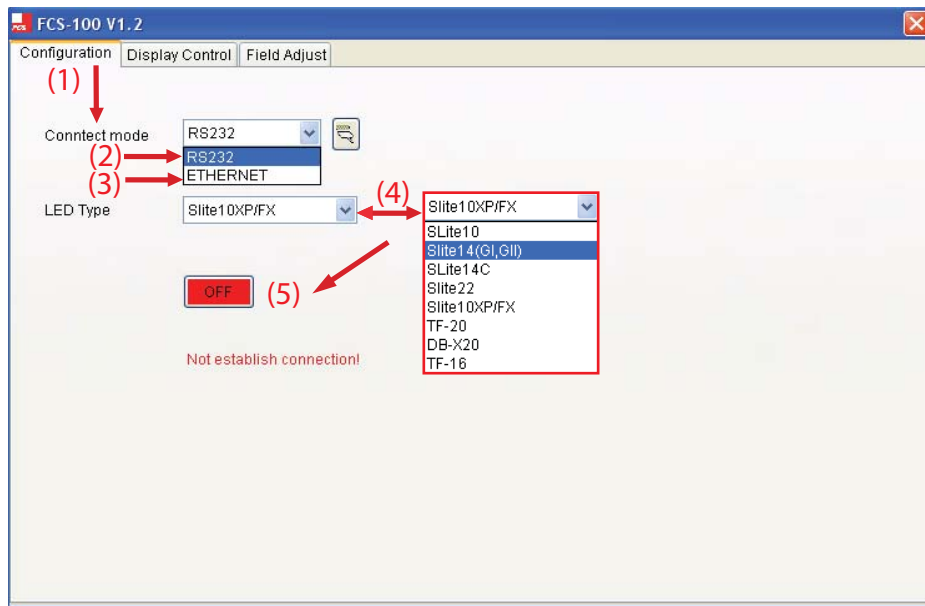 FCS FCS-100 V1.2
Configuration Display Control Field Adjust
(1)
Conntect mode RS232
(2) RS232
(3) ETHERNET
LED Type Slite10XP/FX (4) Slite10XP/FX
SLite10
Slite14(GI,GII)
SLite14C
Slite22
Slite10XP/FX
TF-20
DB-X20
TF-16
OFF (5)
Not establish connection!